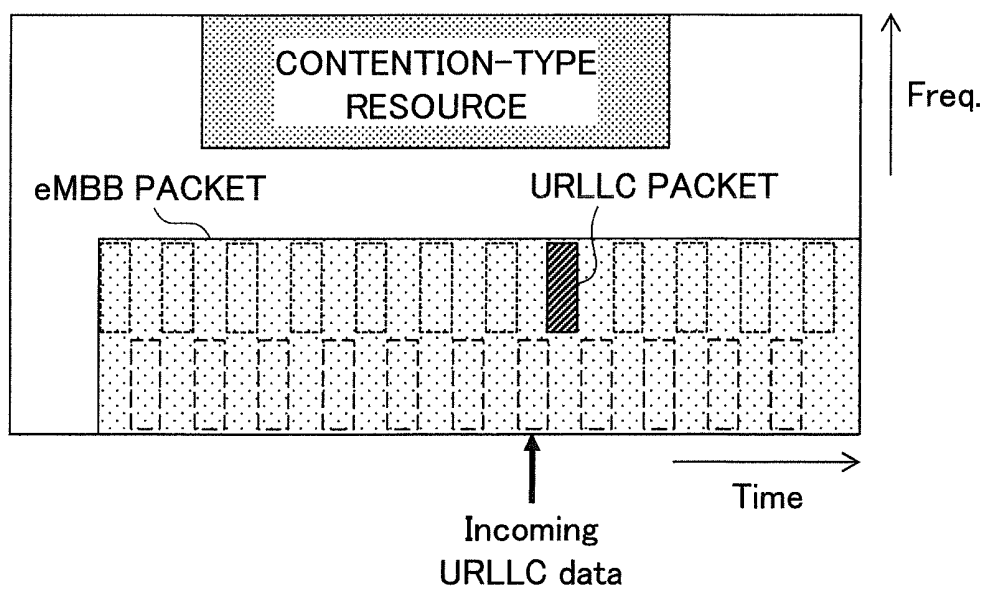 CONTENTION-TYPE
RESOURCE
Freq.
eMBB PACKET
URLLC PACKET
Time
Incoming
URLLC data